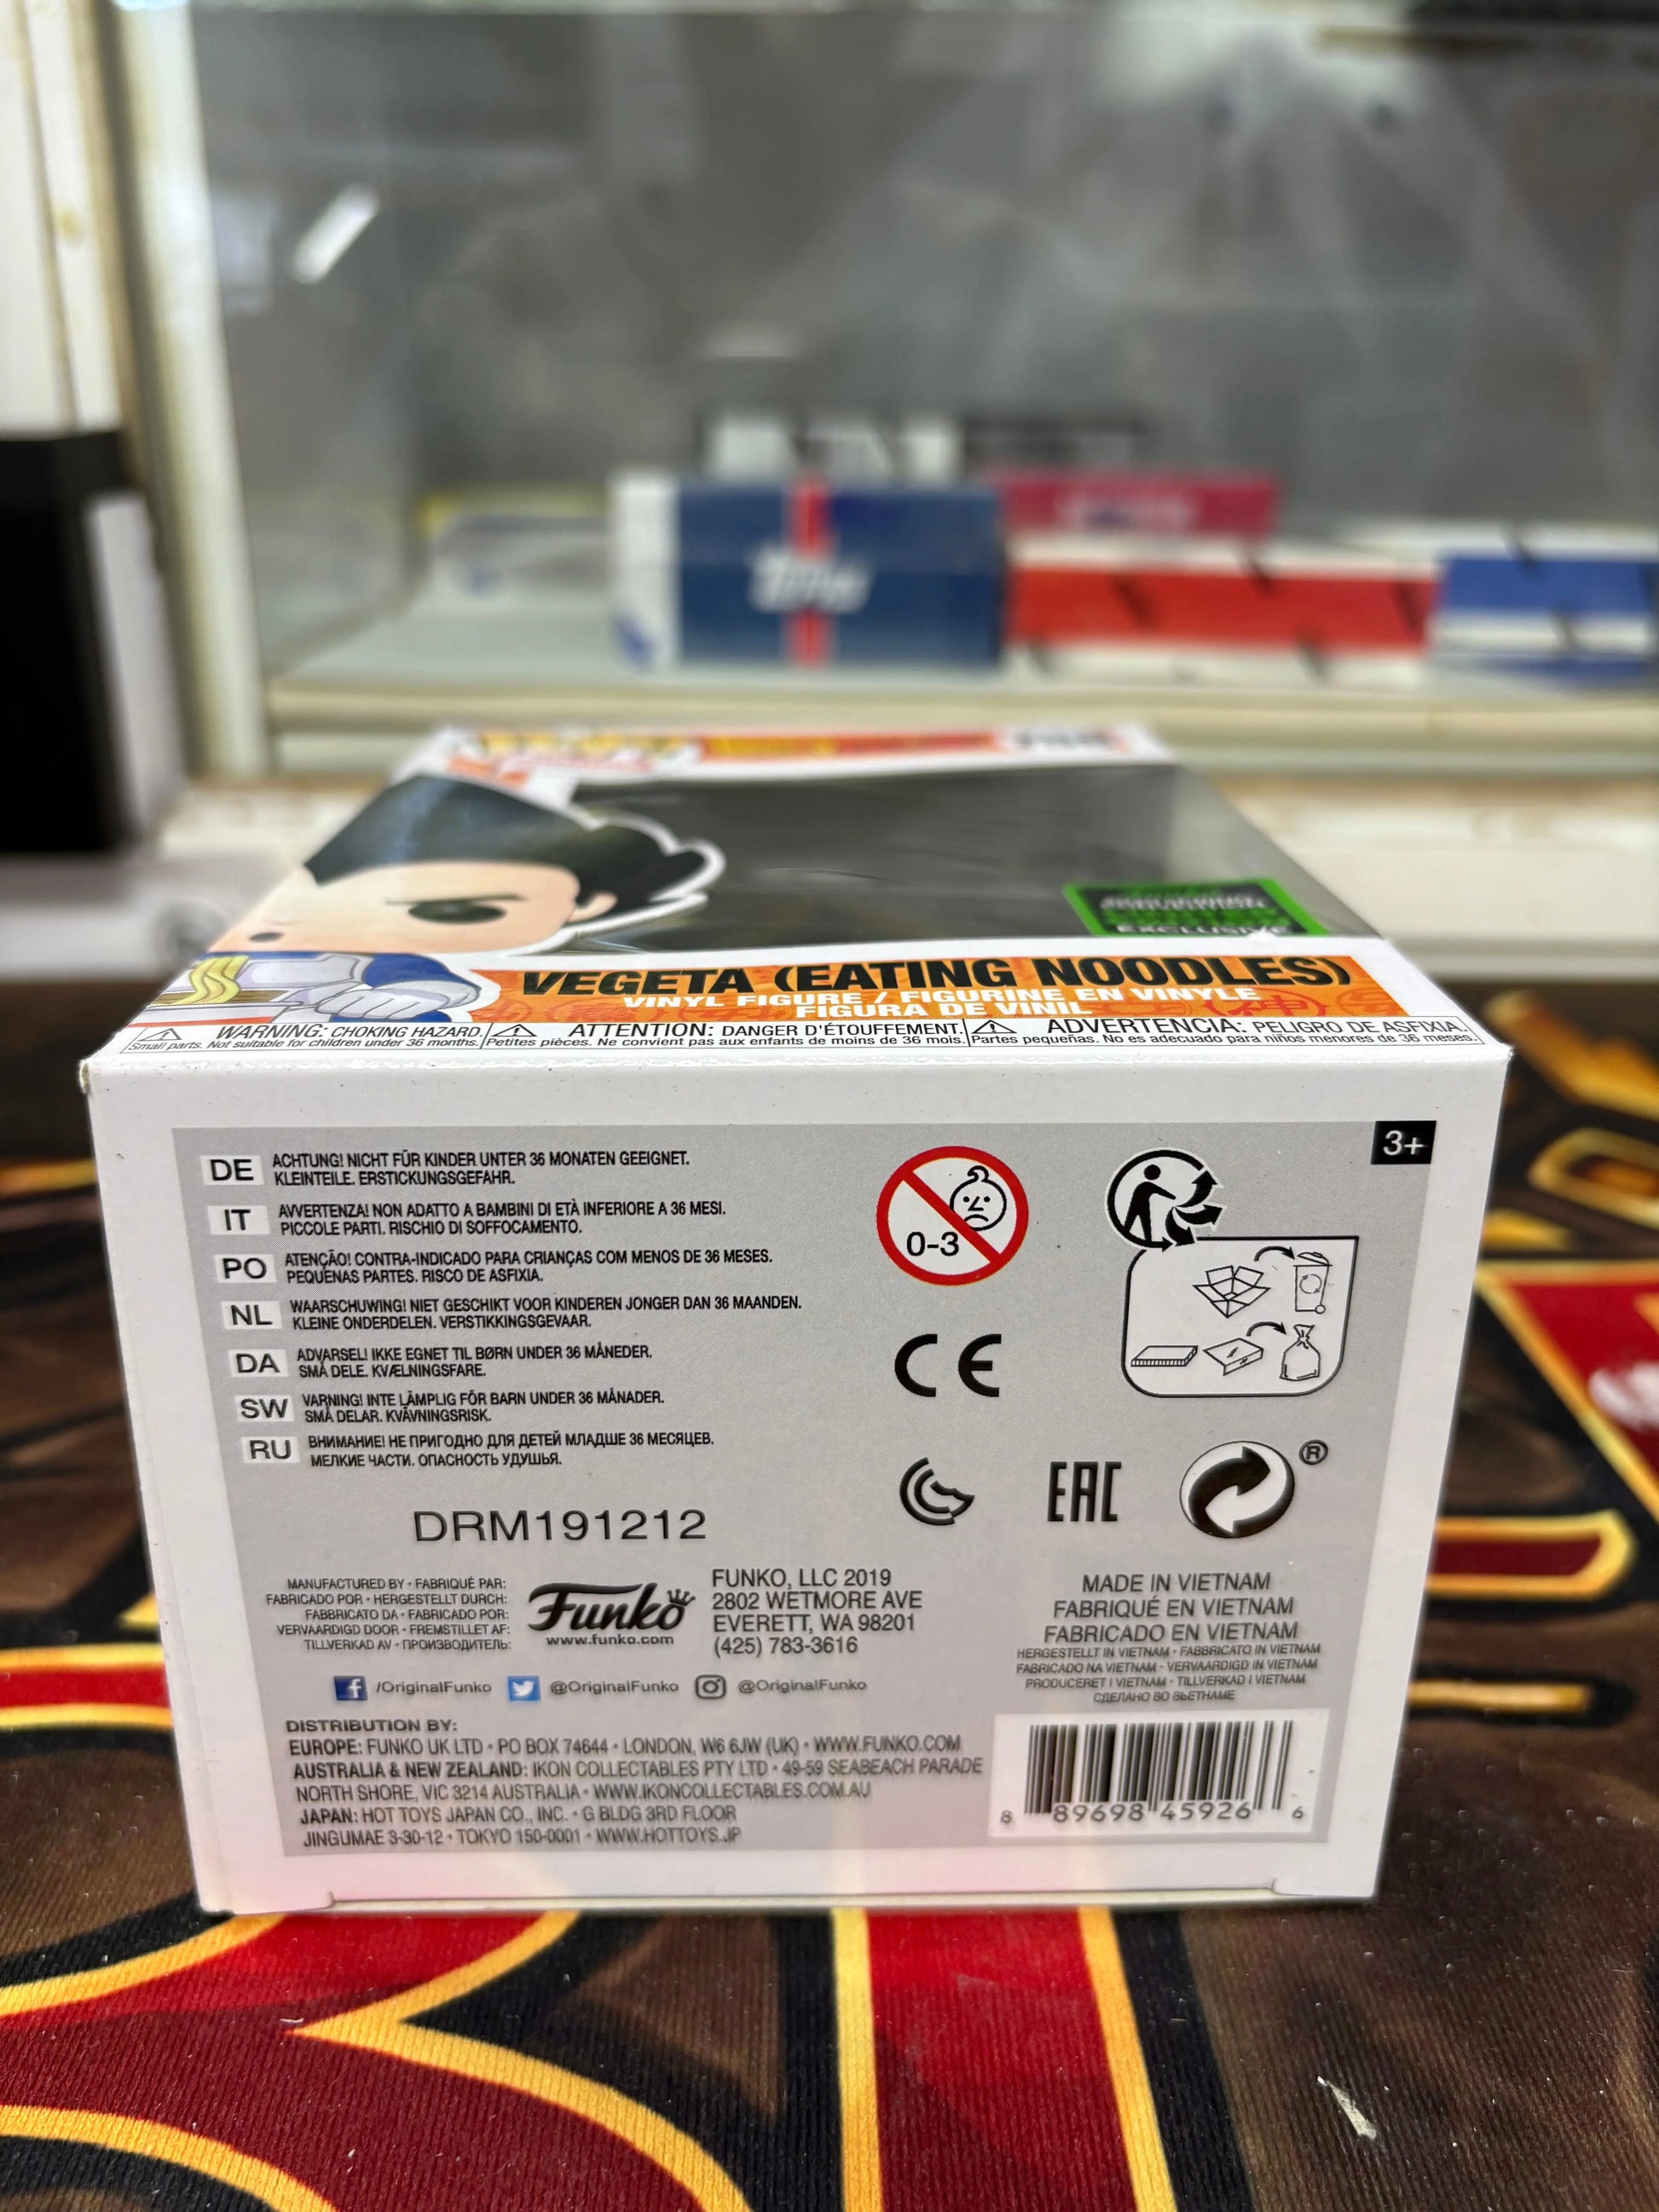 Topps
EXCLUSIVE
VEGETA (EATING NOODLES)
VINYL FIGURE / FIGURINE EN VINYLE
FIGURA DE VINIL
WARNING: CHOKING HAZARD.
Small parts. Not suitable for children under 36 months.
ATTENTION: DANGER D'ÉTOUFFEMENT.
Petites pièces. Ne convient pas aux enfants de moins de 36 mois.
ADVERTENCIA: PELIGRO DE ASFIXIA.
Partes pequeñas. No es adecuado para niños menores de 36 meses.
3+
DE ACHTUNG! NICHT FÜR KINDER UNTER 36 MONATEN GEEIGNET.
KLEINTEILE. ERSTICKUNGSGEFAHR.
IT AVVERTENZA! NON ADATTO A BAMBINI DI ETÀ INFERIORE A 36 MESI.
PICCOLE PARTI. RISCHIO DI SOFFOCAMENTO.
PO ATENÇÃO! CONTRA-INDICADO PARA CRIANÇAS COM MENOS DE 36 MESES.
PEQUENAS PARTES. RISCO DE ASFIXIA.
NL WAARSCHUWING! NIET GESCHIKT VOOR KINDEREN JONGER DAN 36 MAANDEN.
KLEINE ONDERDELEN. VERSTIKKINGSGEVAAR.
DA ADVARSEL! IKKE EGNET TIL BØRN UNDER 36 MÅNEDER.
SMÅ DELE. KVÆLNINGSFARE.
SW VARNING! INTE LÄMPLIG FÖR BARN UNDER 36 MÅNADER.
SMÅ DELAR. KVÄVNINGSRISK.
RU ВНИМАНИЕ! НЕ ПРИГОДНО ДЛЯ ДЕТЕЙ МЛАДШЕ 36 МЕСЯЦЕВ.
МЕЛКИЕ ЧАСТИ. ОПАСНОСТЬ УДУШЬЯ.
0-3
CE
EAC
®
DRM191212
MANUFACTURED BY • FABRIQUÉ PAR:
FABRICADO POR • HERGESTELLT DURCH:
FABBRICATO DA • FABRICADO POR:
VERVAARDIGD DOOR • FREMSTILLET AF:
TILLVERKAD AV • ПРОИЗВОДИТЕЛЬ:
Funko
www.funko.com
FUNKO, LLC 2019
2802 WETMORE AVE
EVERETT, WA 98201
(425) 783-3616
MADE IN VIETNAM
FABRIQUÉ EN VIETNAM
FABRICADO EN VIETNAM
HERGESTELLT IN VIETNAM • FABBRICATO IN VIETNAM
FABRICADO NA VIETNAM • VERVAARDIGD IN VIETNAM
PRODUCERET I VIETNAM • TILLVERKAD I VIETNAM
СДЕЛАНО ВО ВЬЕТНАМЕ
/OriginalFunko @OriginalFunko @OriginalFunko
DISTRIBUTION BY:
EUROPE: FUNKO UK LTD • PO BOX 74644 • LONDON, W6 6JW (UK) • WWW.FUNKO.COM
AUSTRALIA & NEW ZEALAND: IKON COLLECTABLES PTY LTD • 49-59 SEABEACH PARADE
NORTH SHORE, VIC 3214 AUSTRALIA • WWW.IKONCOLLECTABLES.COM.AU
JAPAN: HOT TOYS JAPAN CO., INC. • G BLDG 3RD FLOOR
JINGUMAE 3-30-12 • TOKYO 150-0001 • WWW.HOTTOYS.JP
8 89698 45926 6